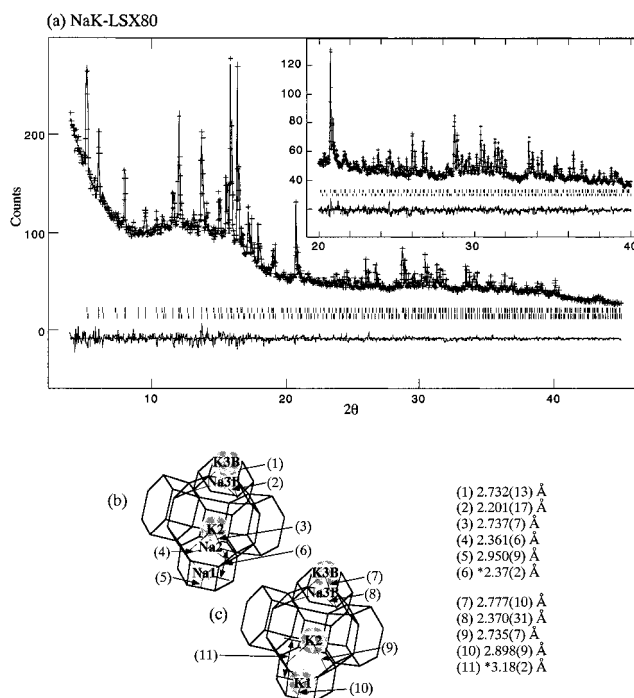 (a) NaK-LSX80
Counts
200
100
0
10
20
30
40
2θ
120
100
80
60
40
20
30
40
(b)
K3B
Na3B
K2
Na2
Na1
(1)
(2)
(3)
(4)
(5)
(6)
(c)
K3B
Na3B
K2
K1
(7)
(8)
(9)
(10)
(11)
(1) 2.732(13) Å
(2) 2.201(17) Å
(3) 2.737(7) Å
(4) 2.361(6) Å
(5) 2.950(9) Å
(6) *2.37(2) Å
(7) 2.777(10) Å
(8) 2.370(31) Å
(9) 2.735(7) Å
(10) 2.898(9) Å
(11) *3.18(2) Å